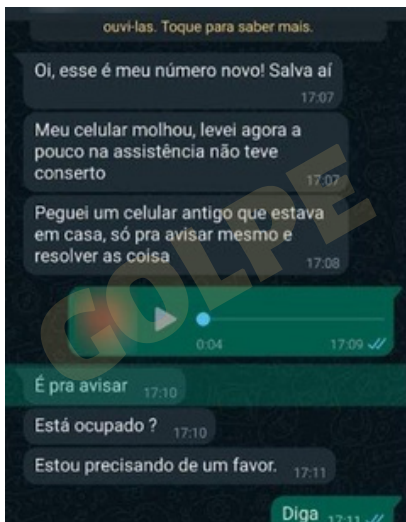 ouvi-las. Toque para saber mais.
Oi, esse é meu número novo! Salva aí
17:07
Meu celular molhou, levei agora a
pouco na assistência não teve
conserto
17:07
Peguei um celular antigo que estava
em casa, só pra avisar mesmo e
resolver as coisa
17:08
GOLPE
0:04 17:09
É pra avisar 17:10
Está ocupado ? 17:10
Estou precisando de um favor. 17:11
Diga 17:11